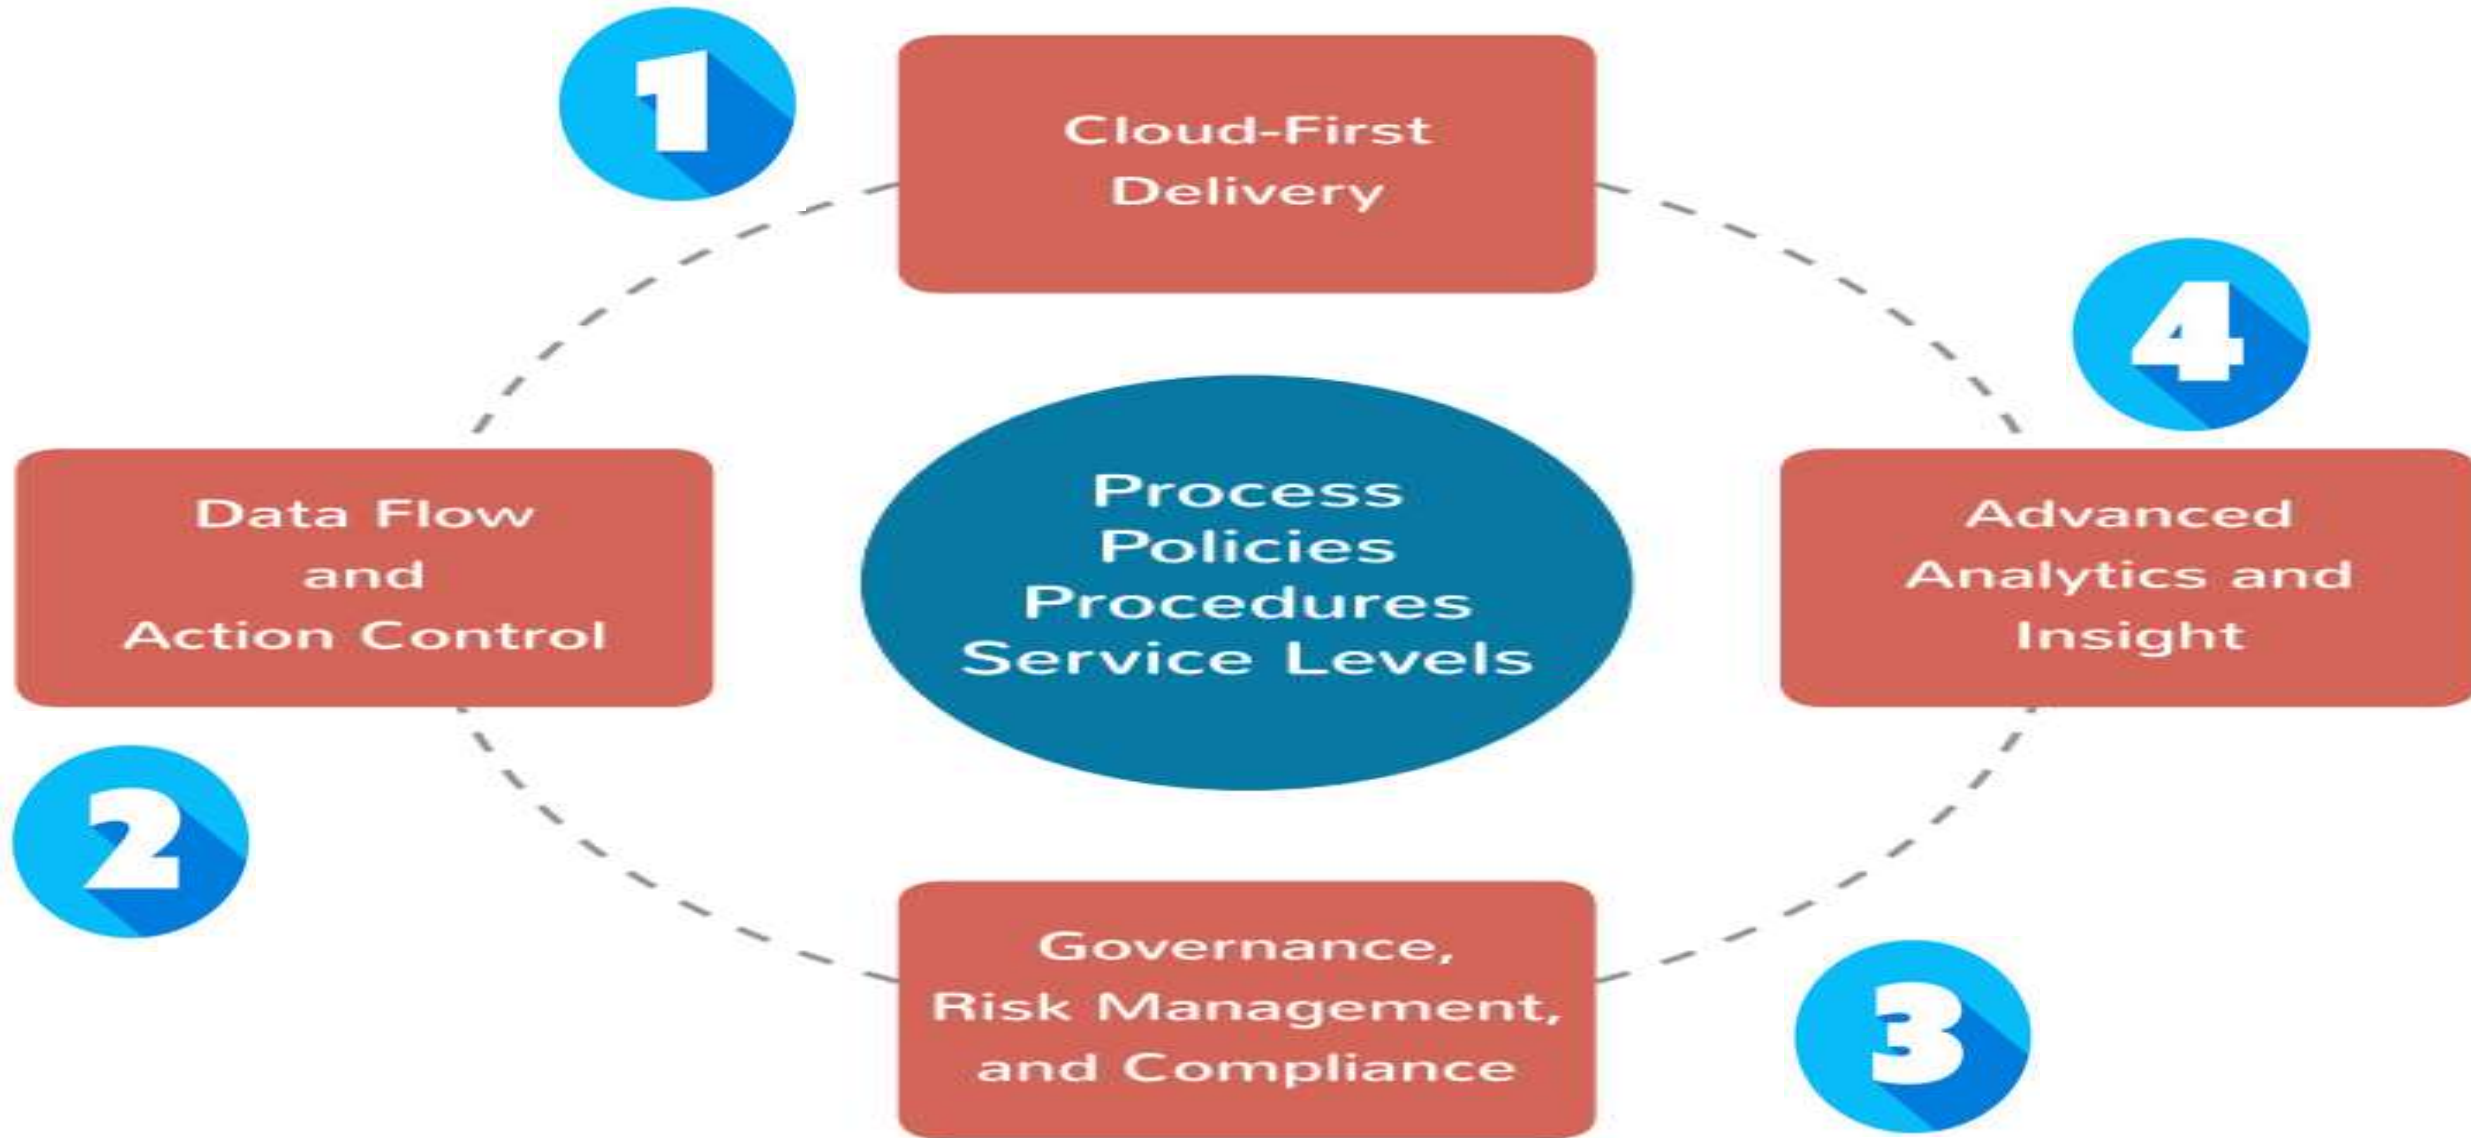 1
Cloud-First
Delivery
4
Data Flow
and
Action Control
Process
Policies
Procedures
Service Levels
Advanced
Analytics and
Insight
2
Governance,
Risk Management,
and Compliance
3